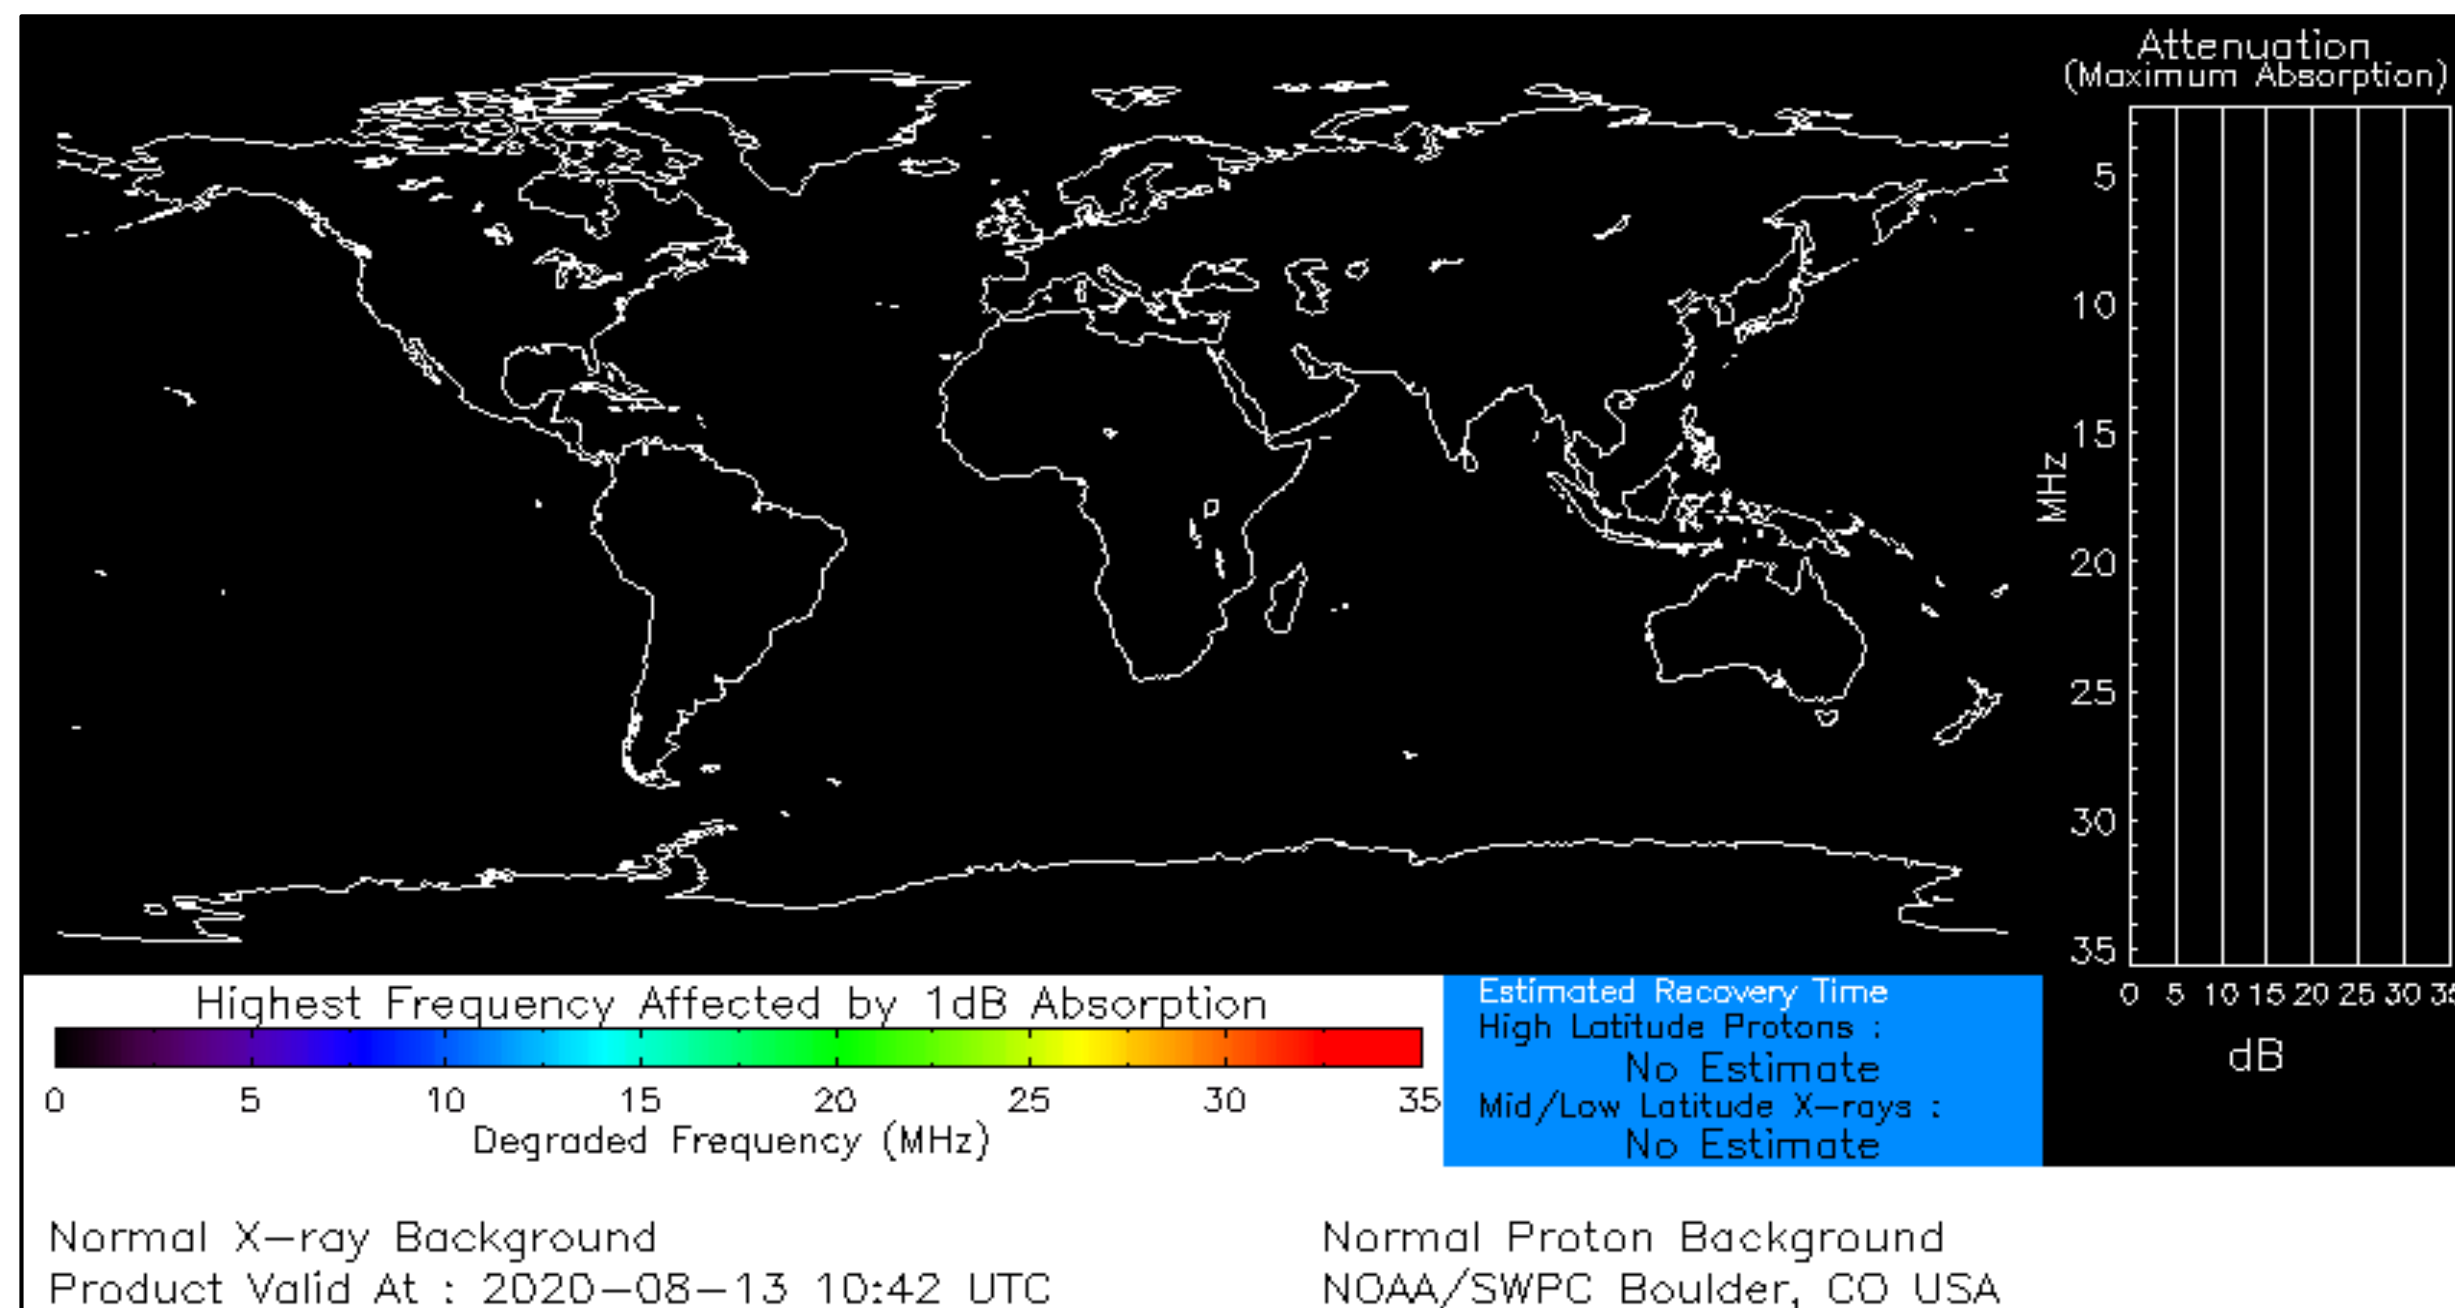 Attenuation
(Maximum Absorption)
5
10
15
20
25
30
35
MHz
0 5 10 15 20 25 30
dB
Highest Frequency Affected by 1dB Absorption
0 5 10 15 20 25 30 35
Degraded Frequency (MHz)
Estimated Recovery Time
High Latitude Protons :
No Estimate
Mid/Low Latitude X-rays :
No Estimate
Normal X-ray Background
Normal Proton Background
Product Valid At : 2020-08-13 10:42 UTC
NOAA/SWPC Boulder, CO USA